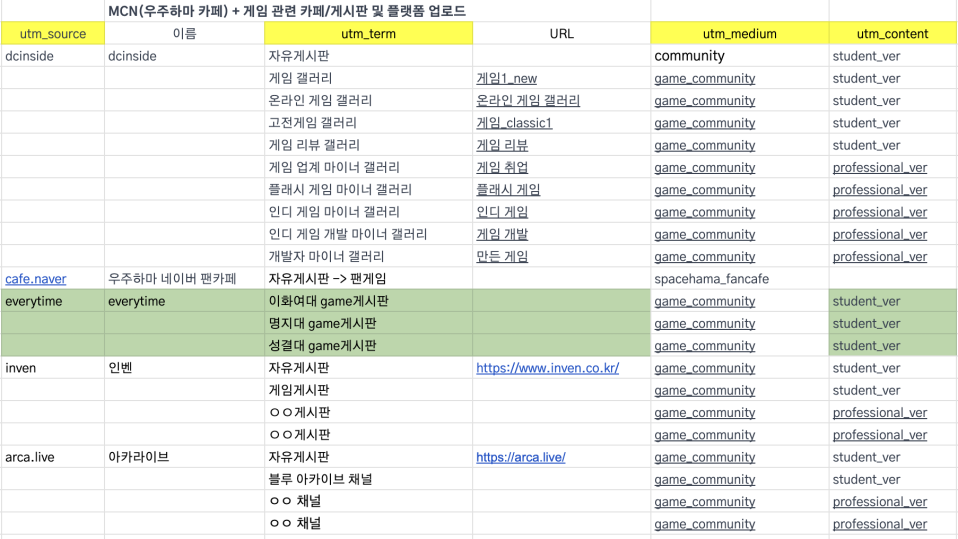 MCN(우주하마 카페) + 게임 관련 카페/게시판 및 플랫폼 업로드
utm_source 이름 utm_term URL utm_medium utm_content
dcinside dcinside 자유게시판 community student_ver
게임 갤러리 게임1_new game_community student_ver
온라인 게임 갤러리 온라인 게임 갤러리 game_community student_ver
고전게임 갤러리 게임_classic1 game_community student_ver
게임 리뷰 갤러리 게임 리뷰 game_community student_ver
게임 업계 마이너 갤러리 게임 취업 game_community professional_ver
플래시 게임 마이너 갤러리 플래시 게임 game_community professional_ver
인디 게임 마이너 갤러리 인디 게임 game_community professional_ver
인디 게임 개발 마이너 갤러리 게임 개발 game_community professional_ver
개발자 마이너 갤러리 만든 게임 game_community professional_ver
cafe.naver 우주하마 네이버 팬카페 자유게시판 -> 팬게임 spacehama_fancafe
everytime everytime 이화여대 game게시판 game_community student_ver
명지대 game게시판 game_community student_ver
성결대 game게시판 game_community student_ver
inven 인벤 자유게시판 https://www.inven.co.kr/ game_community student_ver
게임게시판 game_community student_ver
ㅇㅇ게시판 game_community professional_ver
ㅇㅇ게시판 game_community professional_ver
arca.live 아카라이브 자유게시판 https://arca.live/ game_community student_ver
블루 아카이브 채널 game_community student_ver
ㅇㅇ 채널 game_community professional_ver
ㅇㅇ 채널 game_community professional_ver